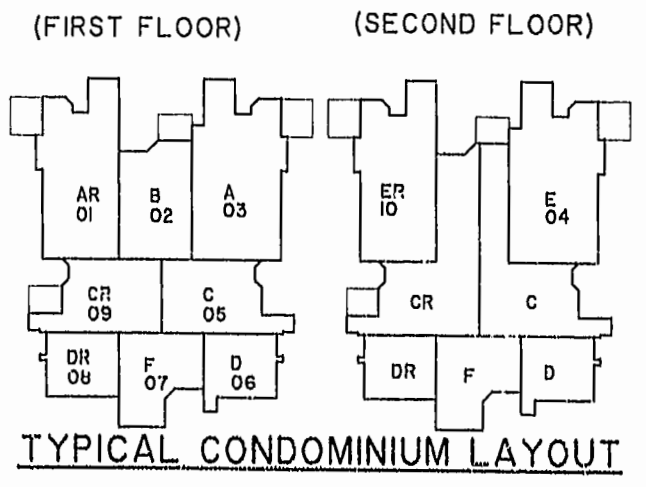 (FIRST FLOOR)
(SECOND FLOOR)
AR
01
B
02
A
03
ER
10
E
04
CR
09
C
05
CR
C
DR
08
F
07
D
06
DR
F
D
TYPICAL CONDOMINIUM LAYOUT